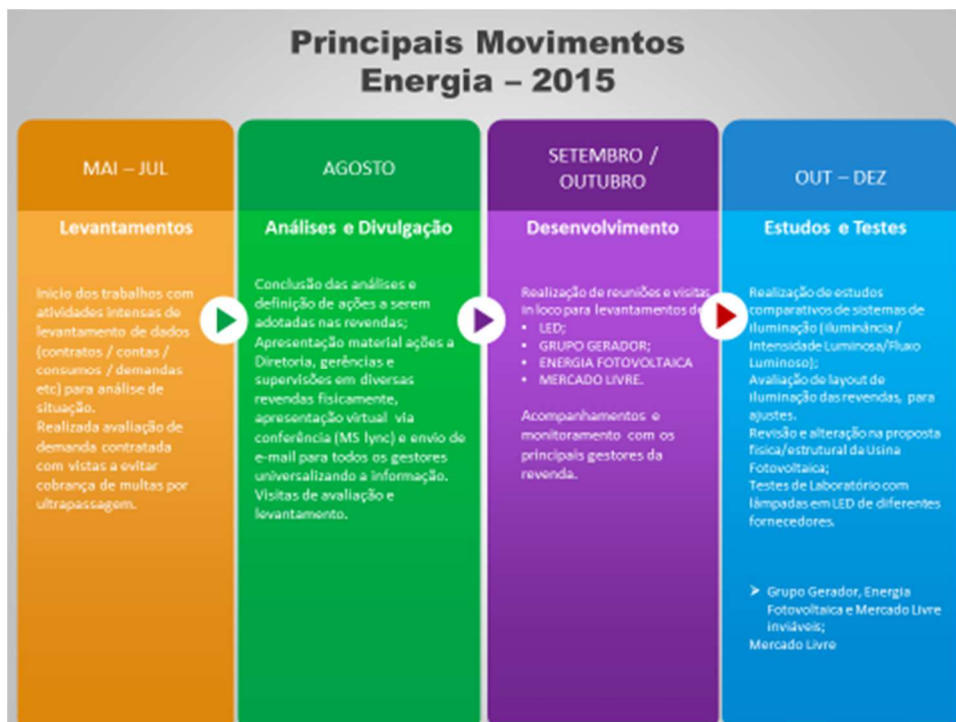 Principais Movimentos
Energia – 2015
MAI – JUL
Levantamentos
Inicio dos trabalhos com
atividades intensas de
levantamento de dados
(contratos / contas /
consumos / demandas
etc) para análise de
situação.
Realizada avaliação de
demanda contratada
com vistas a evitar
cobrança de multas por
ultrapassagem.
AGOSTO
Análises e Divulgação
Conclusão das análises e
definição de ações a serem
adotadas nas revendas;
Apresentação material ações a
Diretoria, gerências e
supervisões em diversas
revendas fisicamente,
apresentação virtual via
conferência (MS lync) e envio de
e-mail para todos os gestores
universalizando a informação.
Visitas de avaliação e
levantamento.
SETEMBRO /
OUTUBRO
Desenvolvimento
Realização de reuniões e visitas
in loco para levantamentos
• LED;
• GRUPO GERADOR;
• ENERGIA FOTOVOLTAICA
• MERCADO LIVRE.
Acompanhamentos e
monitoramento com os
principais gestores da
revenda.
OUT – DEZ
Estudos e Testes
Realização de estudos
comparativos de sistemas de
iluminação (iluminância /
Intensidade Luminosa/Fluxo
Luminoso);
Avaliação de layout de
iluminação das revendas, para
ajustes.
Revisão e alteração na proposta
física/estrutural da Usina
Fotovoltaica;
Testes de Laboratório com
lâmpadas em LED de diferentes
fornecedores.
➢ Grupo Gerador, Energia
Fotovoltaica e Mercado Livre
inviáveis;
Mercado Livre